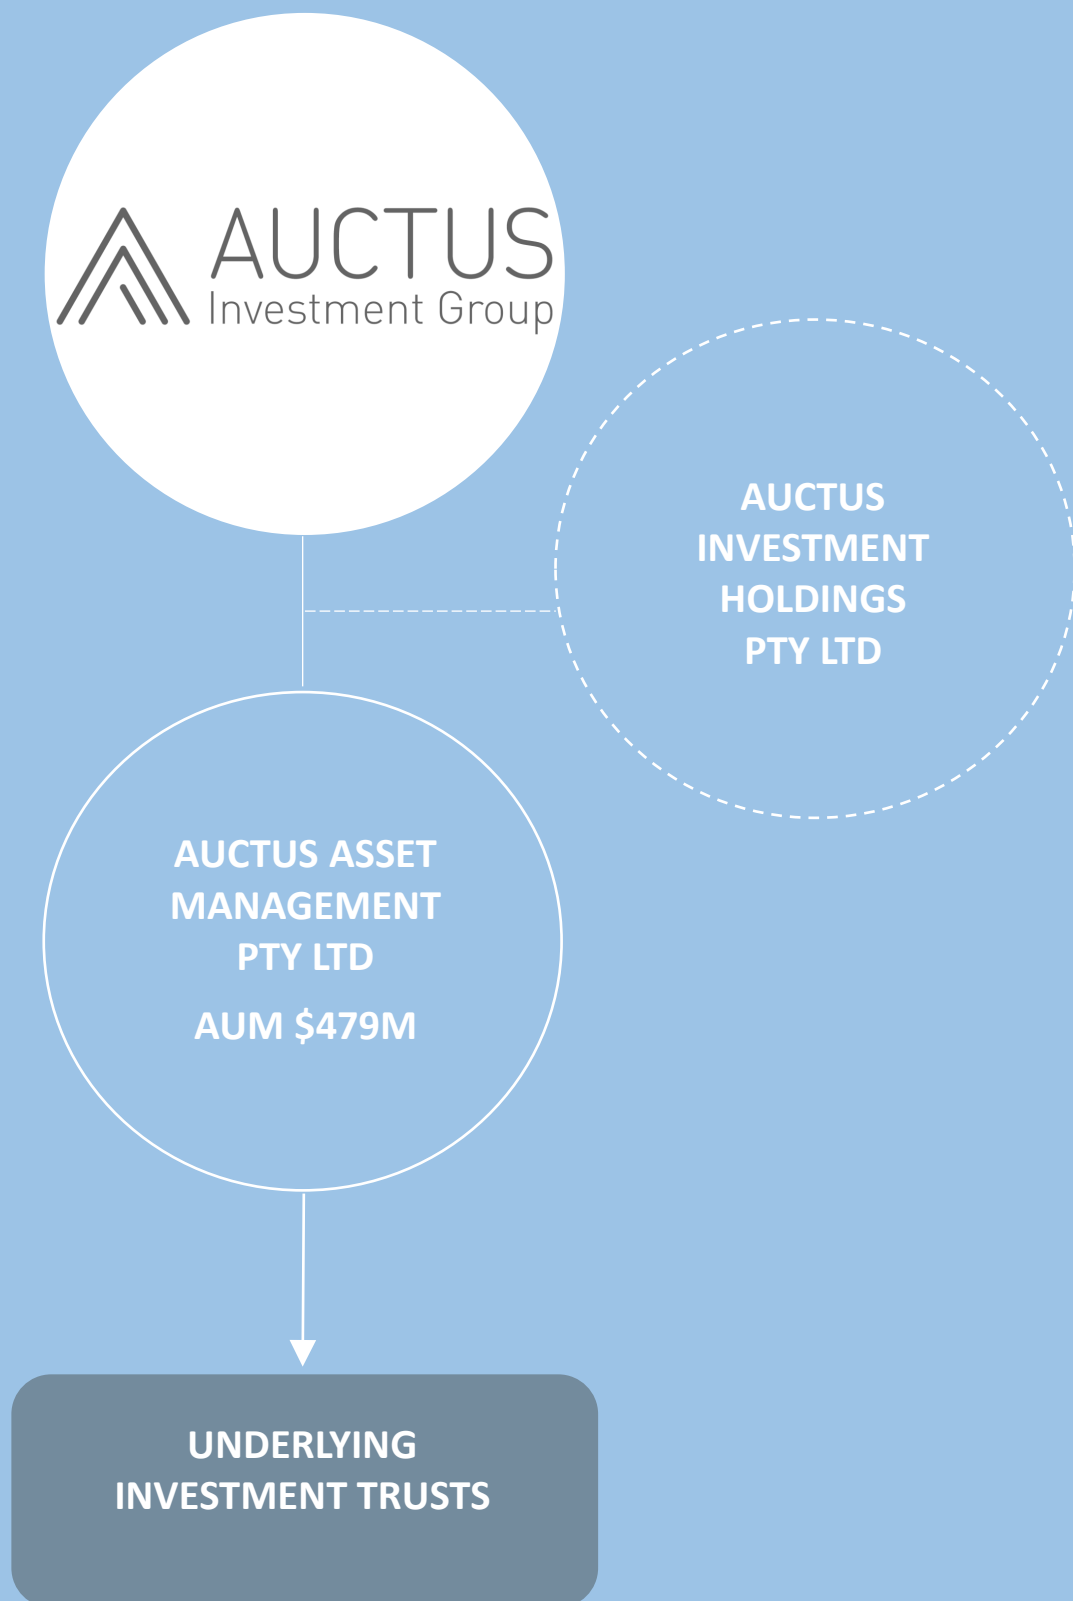 AUCTUS
Investment Group
AUCTUS
INVESTMENT
HOLDINGS
PTY LTD
AUCTUS ASSET
MANAGEMENT
PTY LTD
AUM $479M
UNDERLYING
INVESTMENT TRUSTS